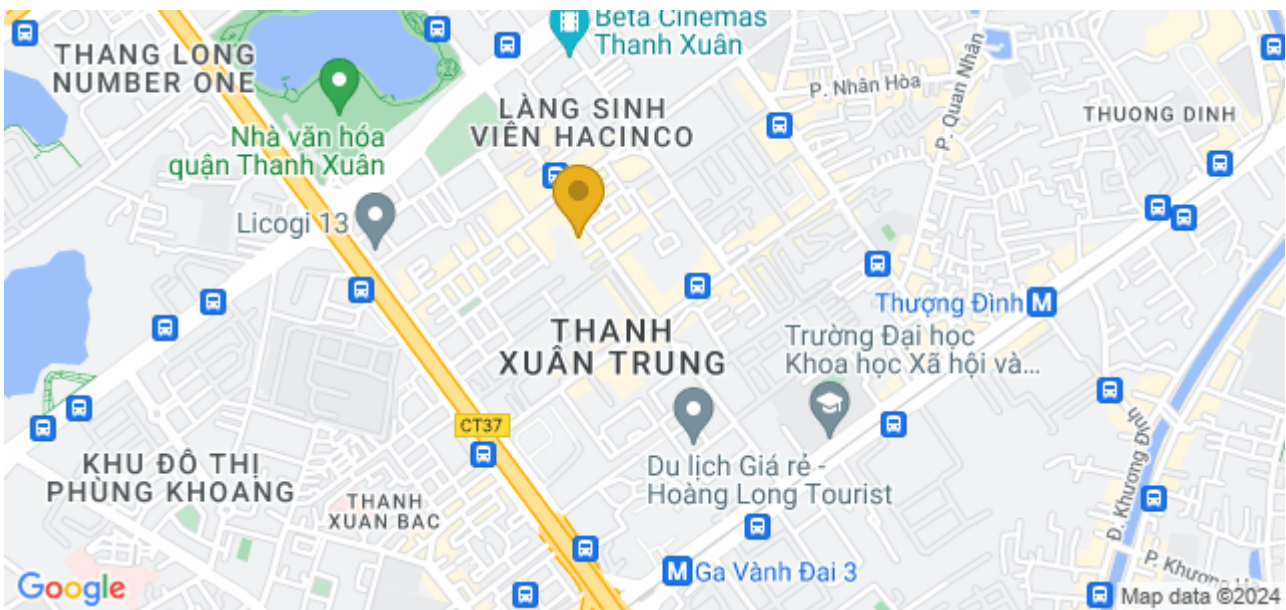 Beta Cinemas
Thanh Xuân
THANG LONG
NUMBER ONE
P. Nhân Hòa
P. Quan Nhân
THUONG DINH
LÀNG SINH
VIÊN HACINCO
Nhà văn hóa
quận Thanh Xuân
Licogi 13
Thượng Đình
M
THANH
XUÂN TRUNG
Trường Đại học
Khoa học Xã hội và...
CT37
KHU ĐÔ THỊ
PHÙNG KHOANG
THANH
XUAN BAC
Du lịch Giá rẻ -
Hoàng Long Tourist
Đ. Khương Đình
M
Ga Vành Đai 3
P. Khương
Google
Map data ©2024